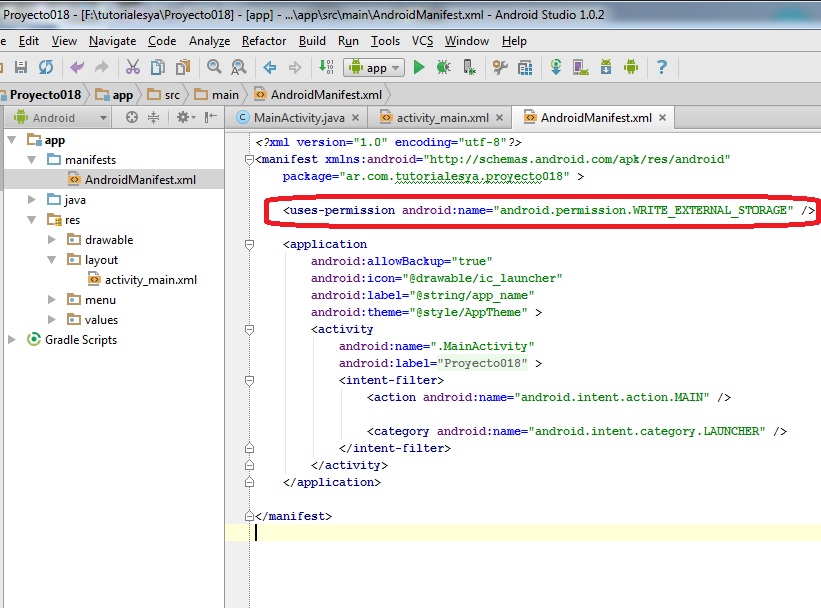 Proyecto018 - [F:\tutorialesya\Proyecto018] - [app] - ...\app\src\main\AndroidManifest.xml - Android Studio 1.0.2
e Edit View Navigate Code Analyze Refactor Build Run Tools VCS Window Help
app
Proyecto018 app src main AndroidManifest.xml
Android
MainActivity.java activity_main.xml AndroidManifest.xml
app
manifests
AndroidManifest.xml
java
res
drawable
layout
activity_main.xml
menu
values
Gradle Scripts
<?xml version="1.0" encoding="utf-8"?>
<manifest xmlns:android="http://schemas.android.com/apk/res/android"
package="ar.com.tutorialesya.proyecto018" >
<uses-permission android:name="android.permission.WRITE_EXTERNAL_STORAGE" />
<application
android:allowBackup="true"
android:icon="@drawable/ic_launcher"
android:label="@string/app_name"
android:theme="@style/AppTheme" >
<activity
android:name=".MainActivity"
android:label="Proyecto018" >
<intent-filter>
<action android:name="android.intent.action.MAIN" />
<category android:name="android.intent.category.LAUNCHER" />
</intent-filter>
</activity>
</application>
</manifest>